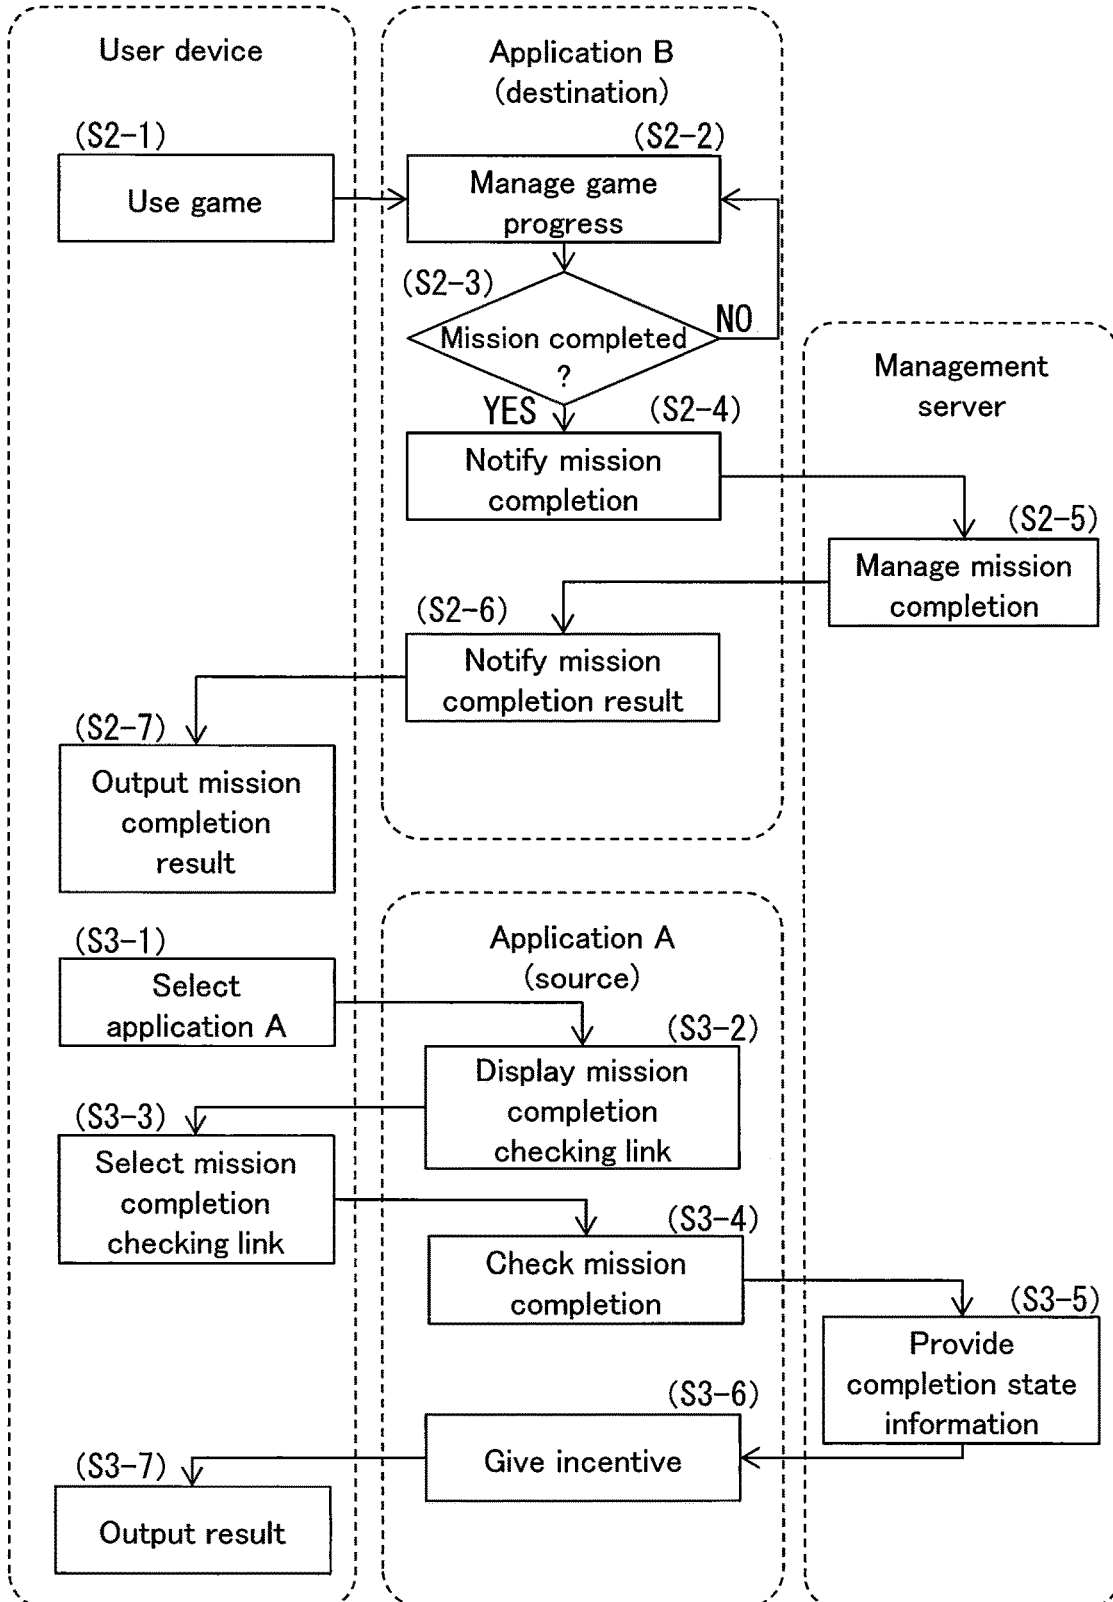 User device
Application B
(destination)
(S2-1)
Use game
(S2-2)
Manage game
progress
(S2-3)
Mission completed
?
NO
YES
Management
server
(S2-4)
Notify mission
completion
(S2-5)
Manage mission
completion
(S2-6)
Notify mission
completion result
(S2-7)
Output mission
completion
result
(S3-1)
Select
application A
Application A
(source)
(S3-2)
Display mission
completion
checking link
(S3-3)
Select mission
completion
checking link
(S3-4)
Check mission
completion
(S3-5)
Provide
completion state
information
(S3-6)
Give incentive
(S3-7)
Output result